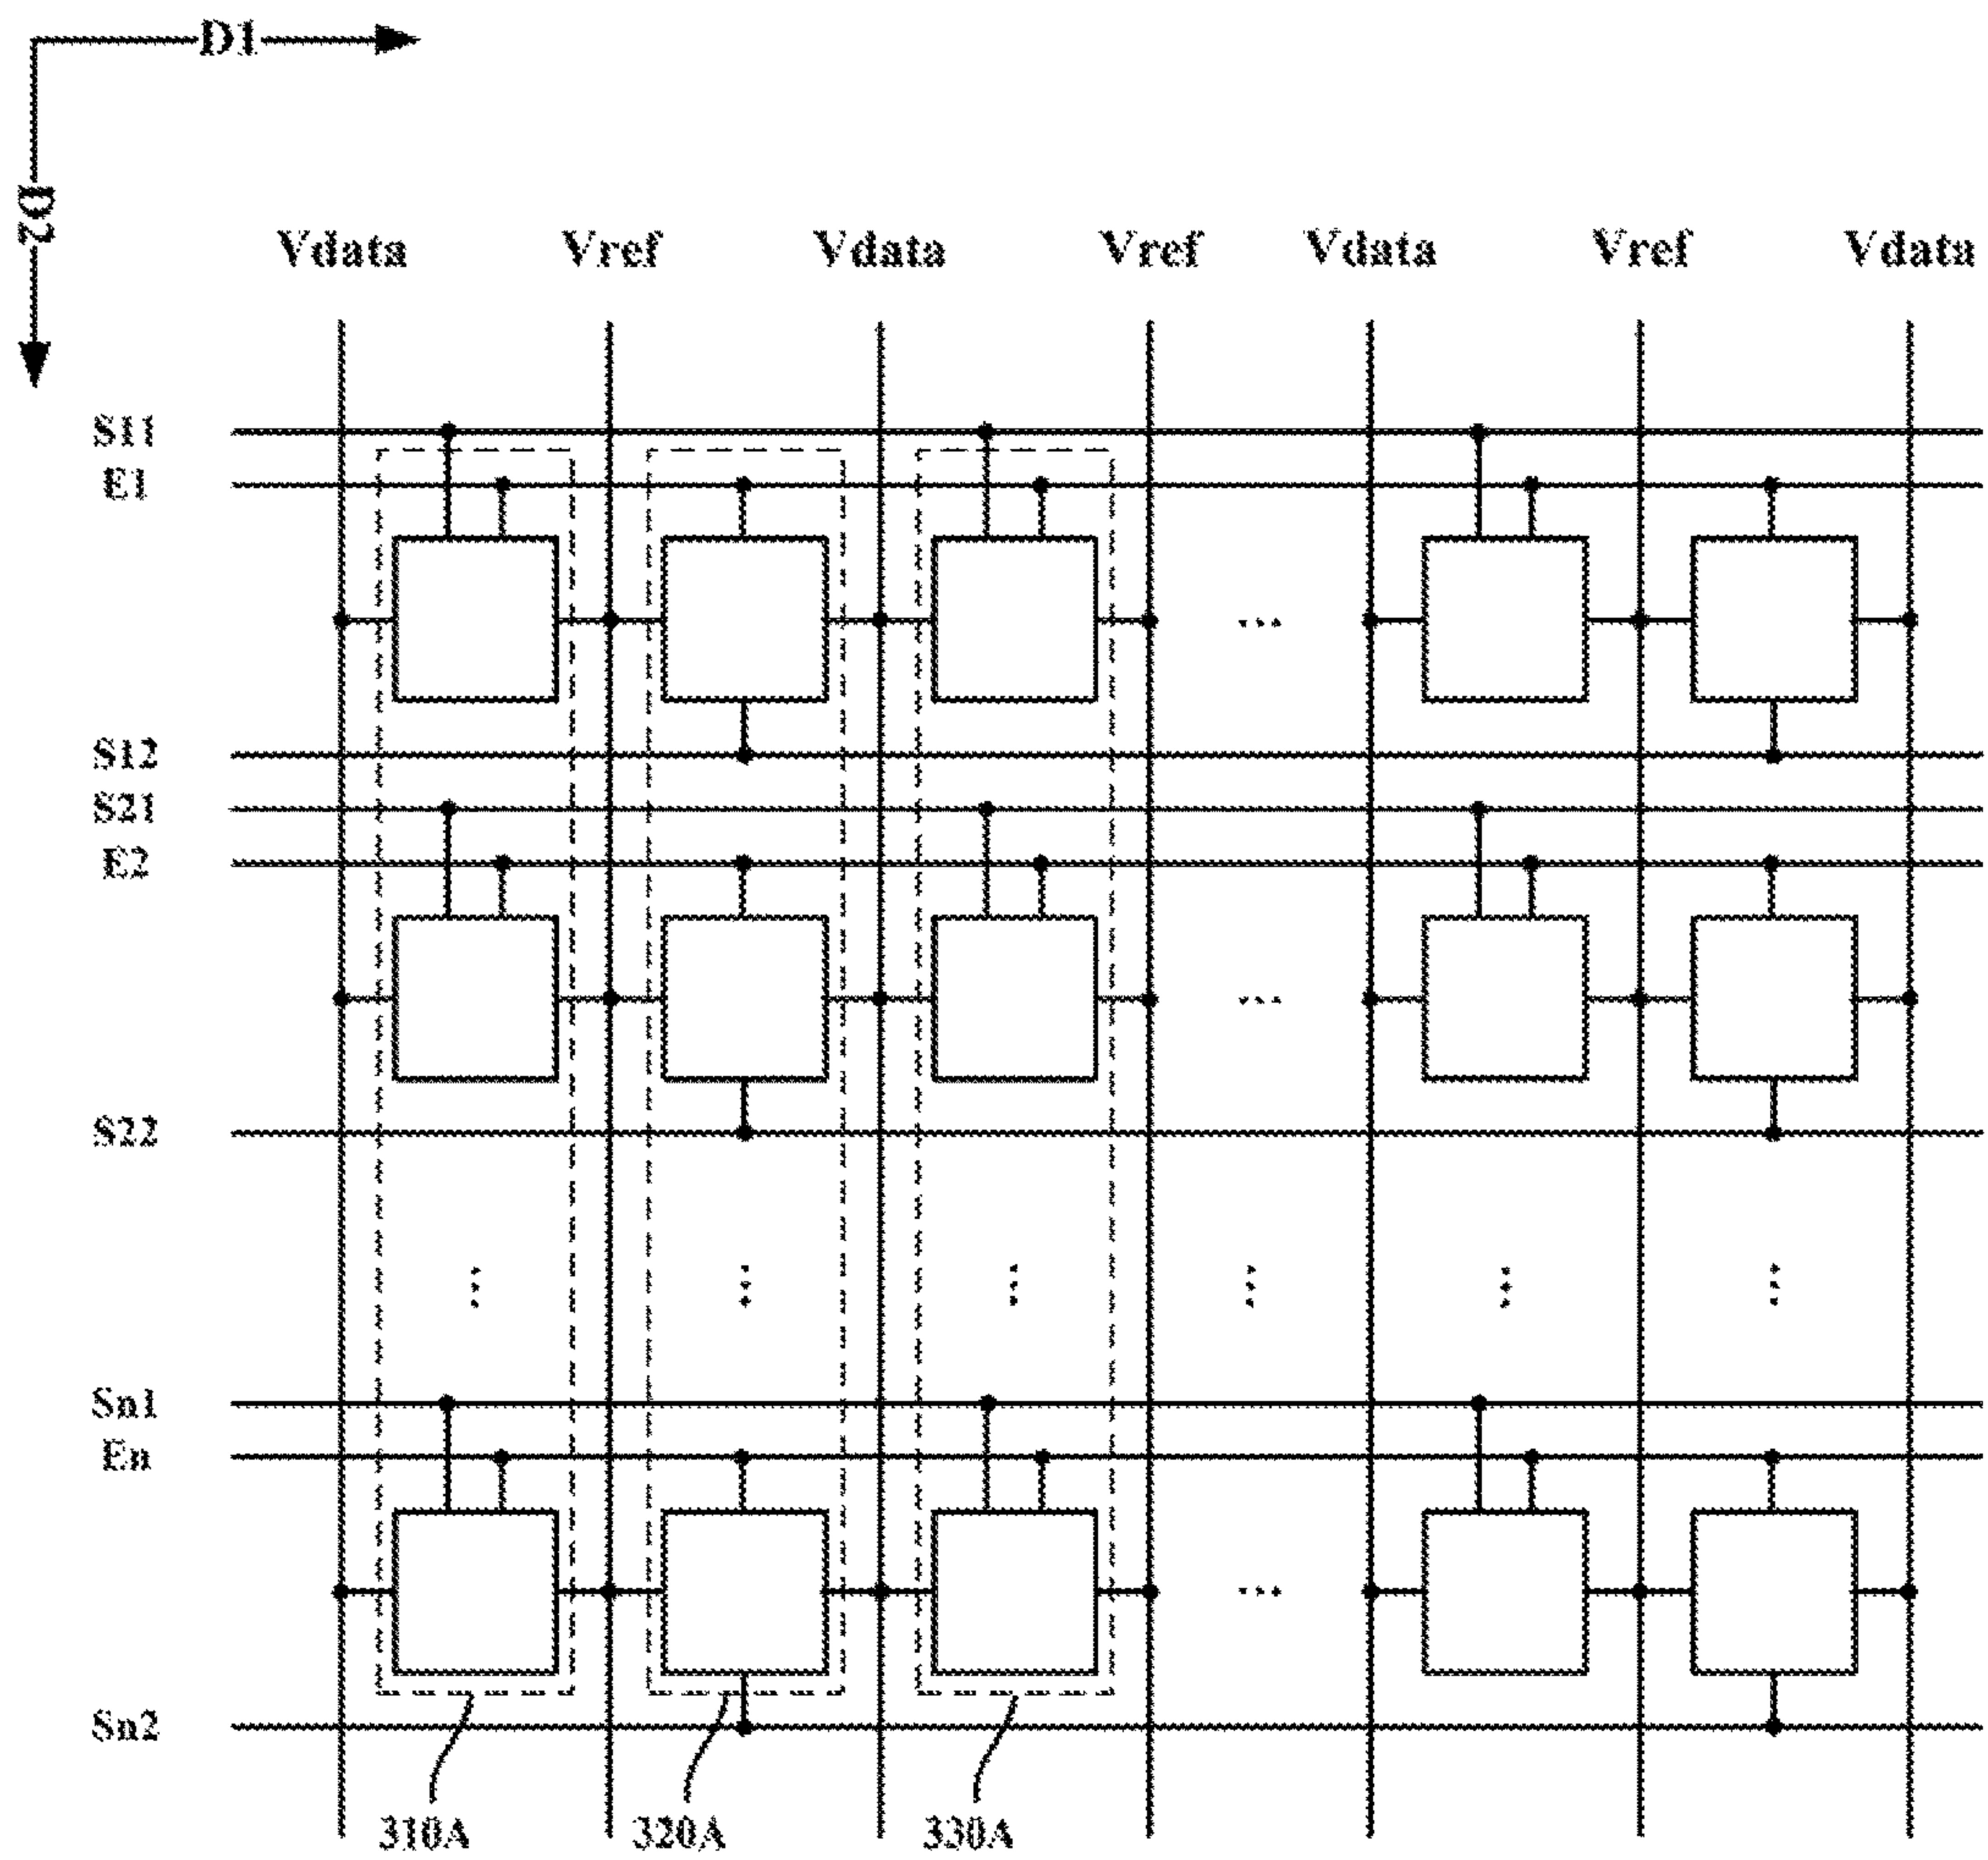 D1
D2
Vdata Vref Vdata Vref Vdata Vref Vdata
S11
E1
...
S12
S21
E2
...
S22
... ... ... ... ... ...
Sn1
En
...
Sn2
310A 320A 330A